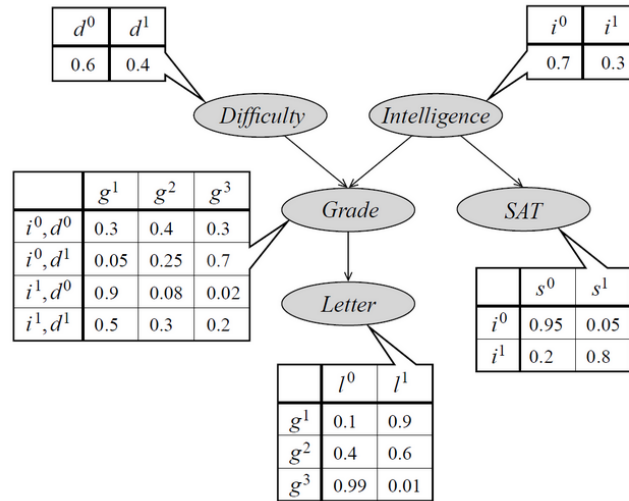 d⁰ d¹
0.6 0.4
i⁰ i¹
0.7 0.3
Difficulty
Intelligence
g¹ g² g³
i⁰,d⁰ 0.3 0.4 0.3
i⁰,d¹ 0.05 0.25 0.7
i¹,d⁰ 0.9 0.08 0.02
i¹,d¹ 0.5 0.3 0.2
Grade
SAT
Letter
s⁰ s¹
i⁰ 0.95 0.05
i¹ 0.2 0.8
l⁰ l¹
g¹ 0.1 0.9
g² 0.4 0.6
g³ 0.99 0.01